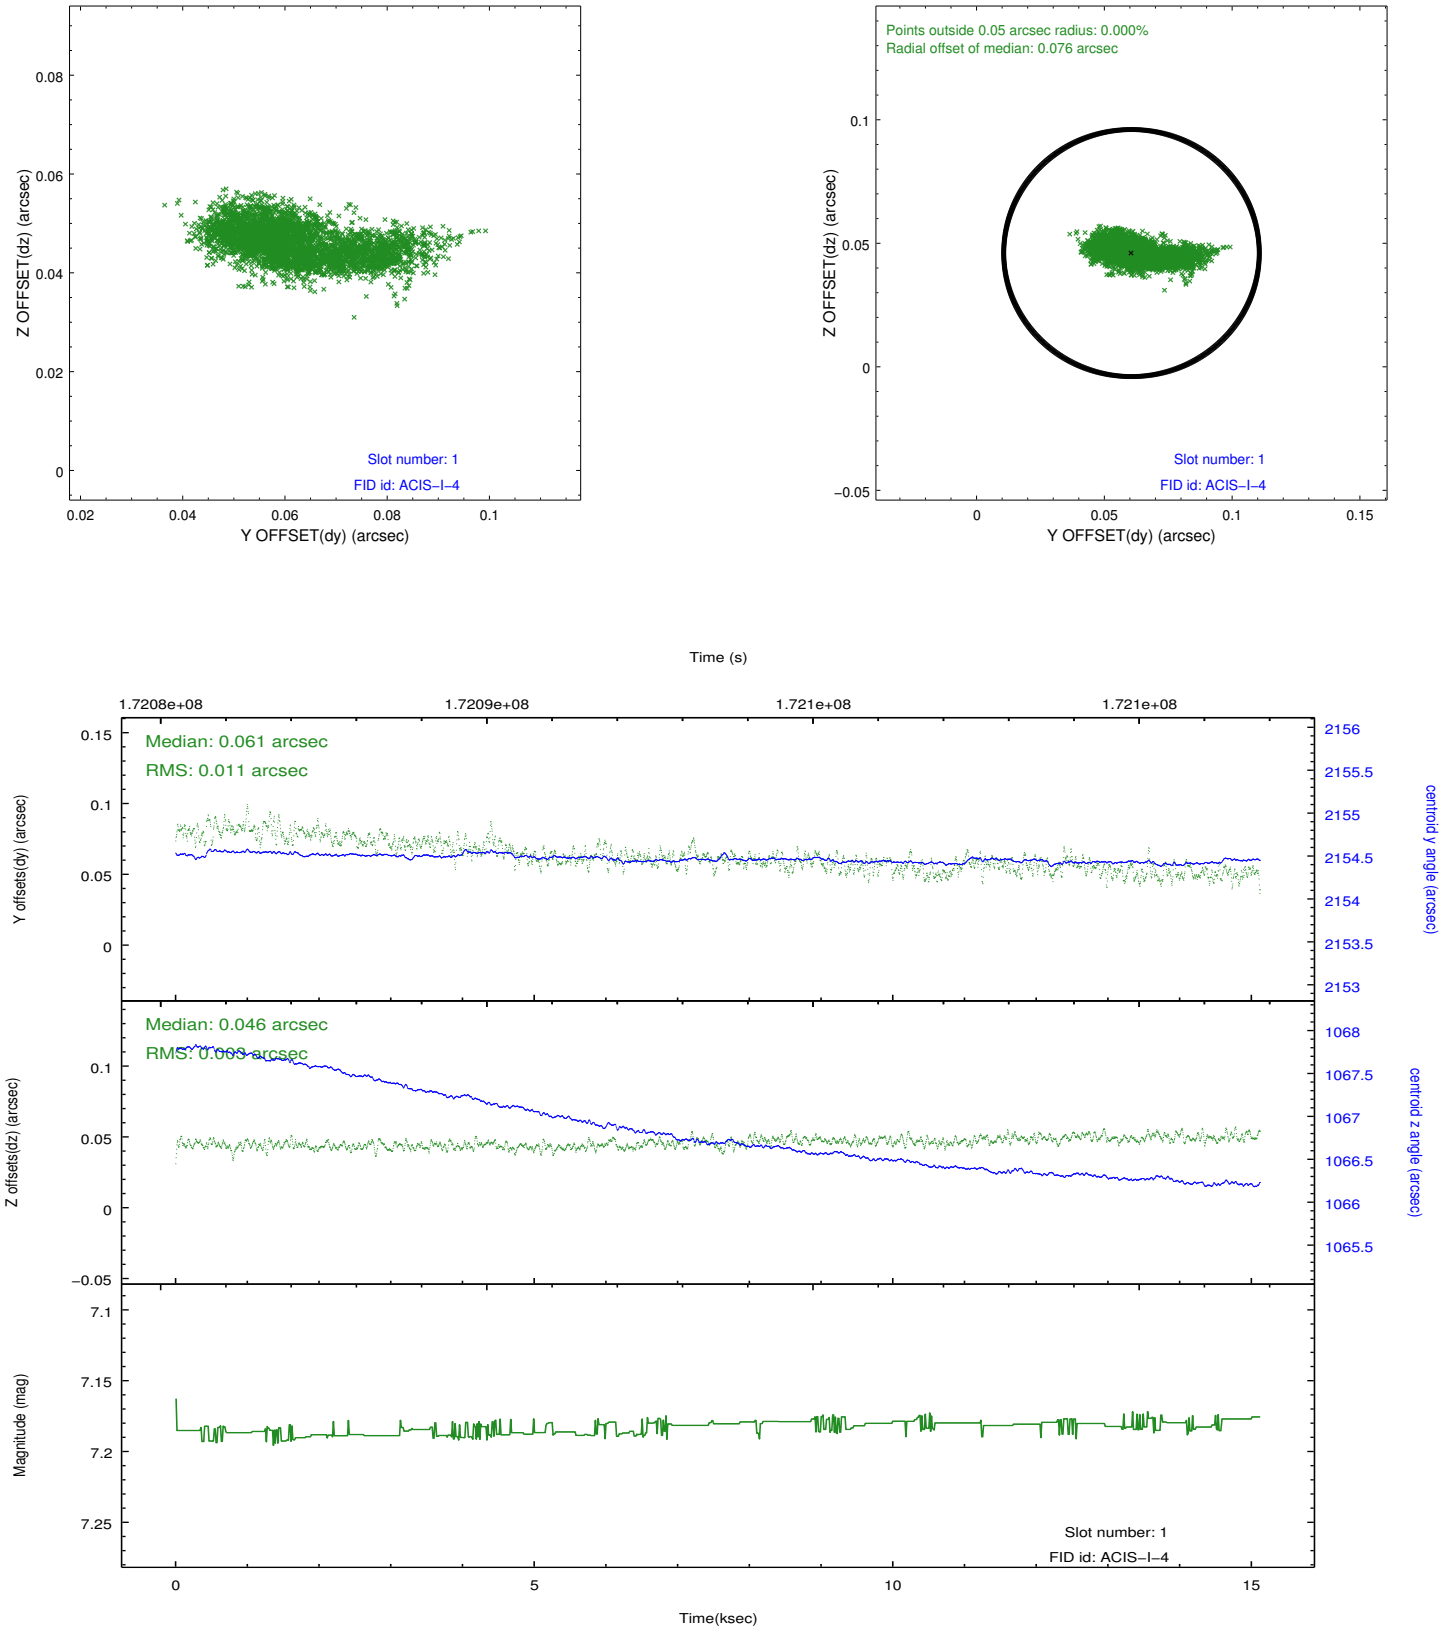 0.08
0.06
0.04
0.02
0
Z OFFSET(dz) (arcsec)
Slot number: 1
FID id: ACIS−I−4
0.02 0.04 0.06 0.08 0.1
Y OFFSET(dy) (arcsec)
Points outside 0.05 arcsec radius: 0.000%
Radial offset of median: 0.076 arcsec
0.1
0.05
0
−0.05
Z OFFSET(dz) (arcsec)
Slot number: 1
FID id: ACIS−I−4
0 0.05 0.1 0.15
Y OFFSET(dy) (arcsec)
Time (s)
1.7208e+08 1.7209e+08 1.721e+08 1.721e+08
Median: 0.061 arcsec
RMS: 0.011 arcsec
0.15
0.1
0.05
0
Y offsets(dy) (arcsec)
2156
2155.5
2155
2154.5
2154
2153.5
2153
centroid y angle (arcsec)
Median: 0.046 arcsec
RMS: 0.003 arcsec
0.1
0.05
0
−0.05
Z offsets(dz) (arcsec)
1068
1067.5
1067
1066.5
1066
1065.5
centroid z angle (arcsec)
7.1
7.15
7.2
7.25
Magnitude (mag)
Slot number: 1
FID id: ACIS−I−4
0 5 10 15
Time(ksec)